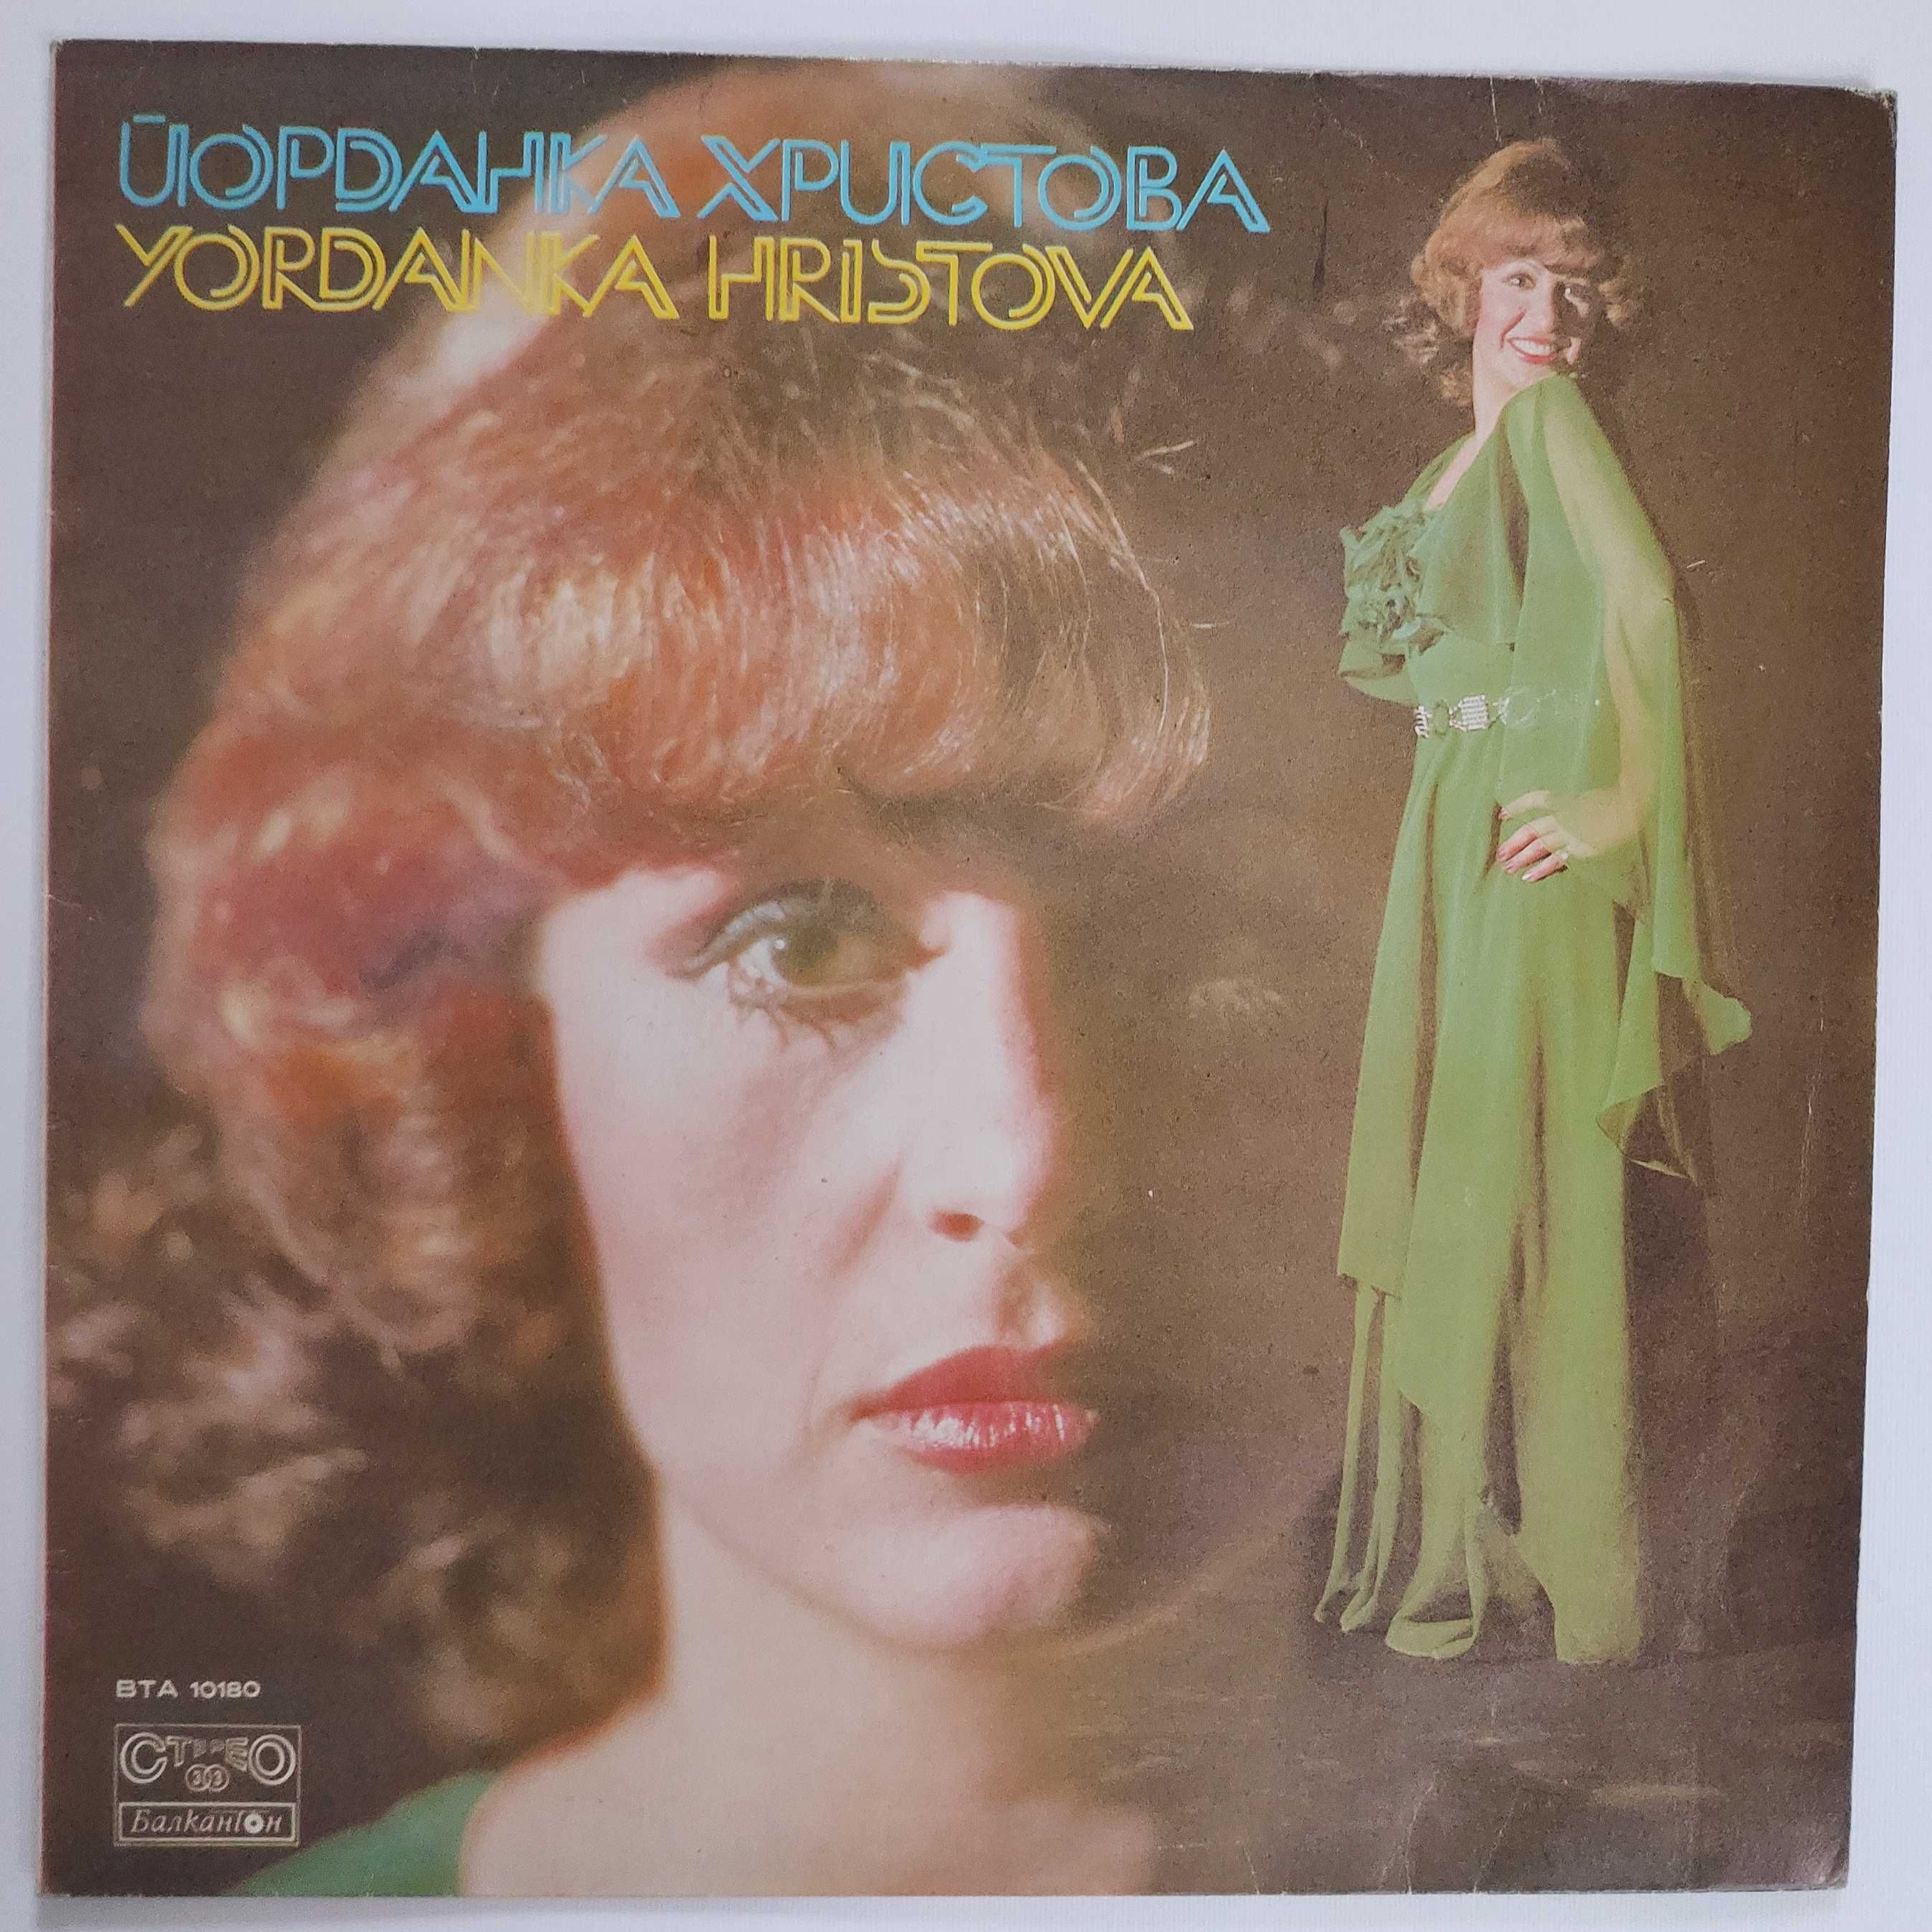 ЙОРДАНКА ХРИСТОВА
YORDANKA HRISTOVA
ВТА 10180
СТЕРЕО
33
Балкантон